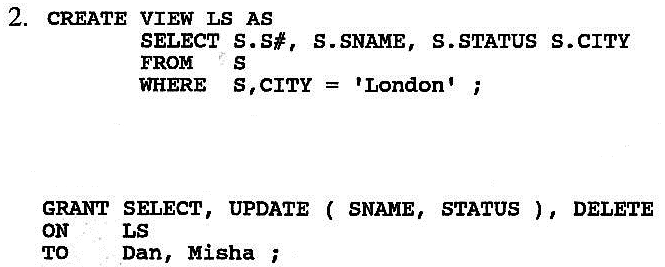 2. CREATE VIEW LS AS
SELECT S.S#, S.SNAME, S.STATUS S.CITY
FROM S
WHERE S,CITY = 'London' ;
GRANT SELECT, UPDATE ( SNAME, STATUS ), DELETE
ON LS
TO Dan, Misha ;